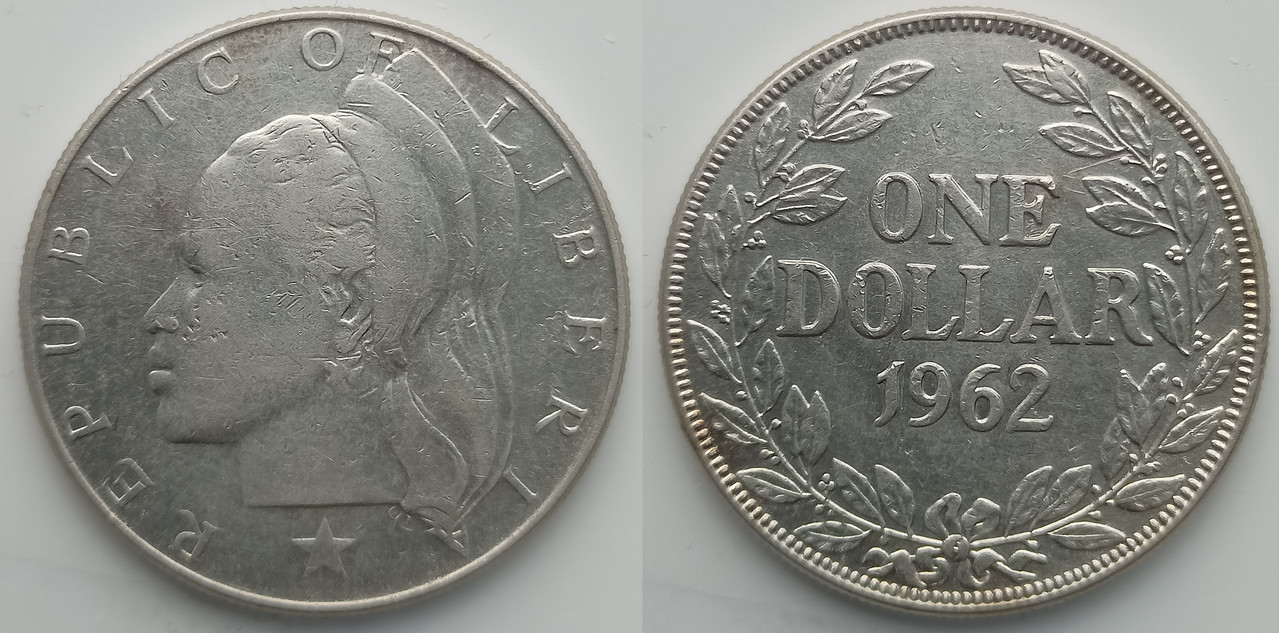 REPUBLIC OF LIBERIA
ONE
DOLLAR
1962